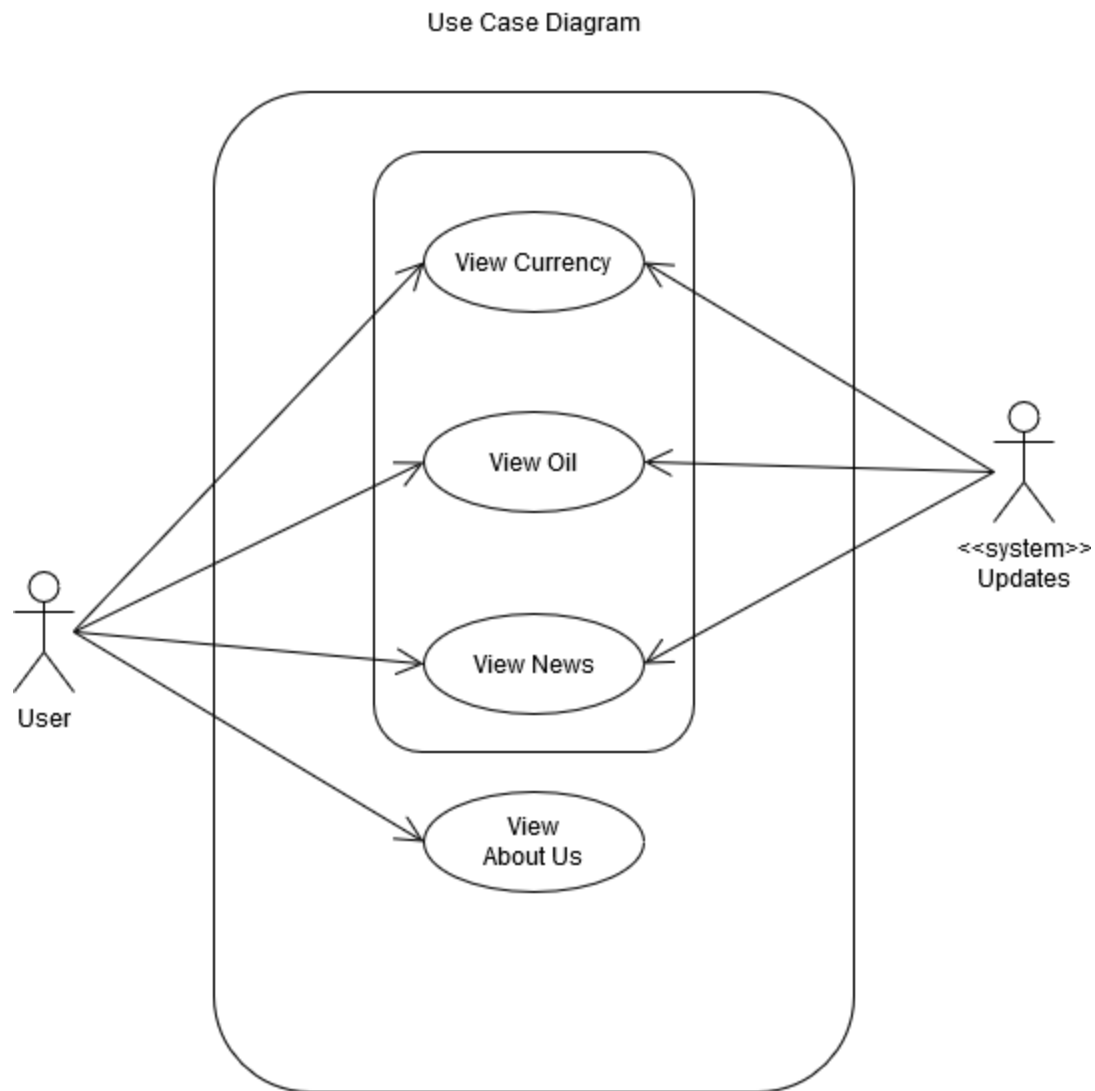 Use Case Diagram
View Currency
View Oil
<<system>>
Updates
View News
User
View
About Us